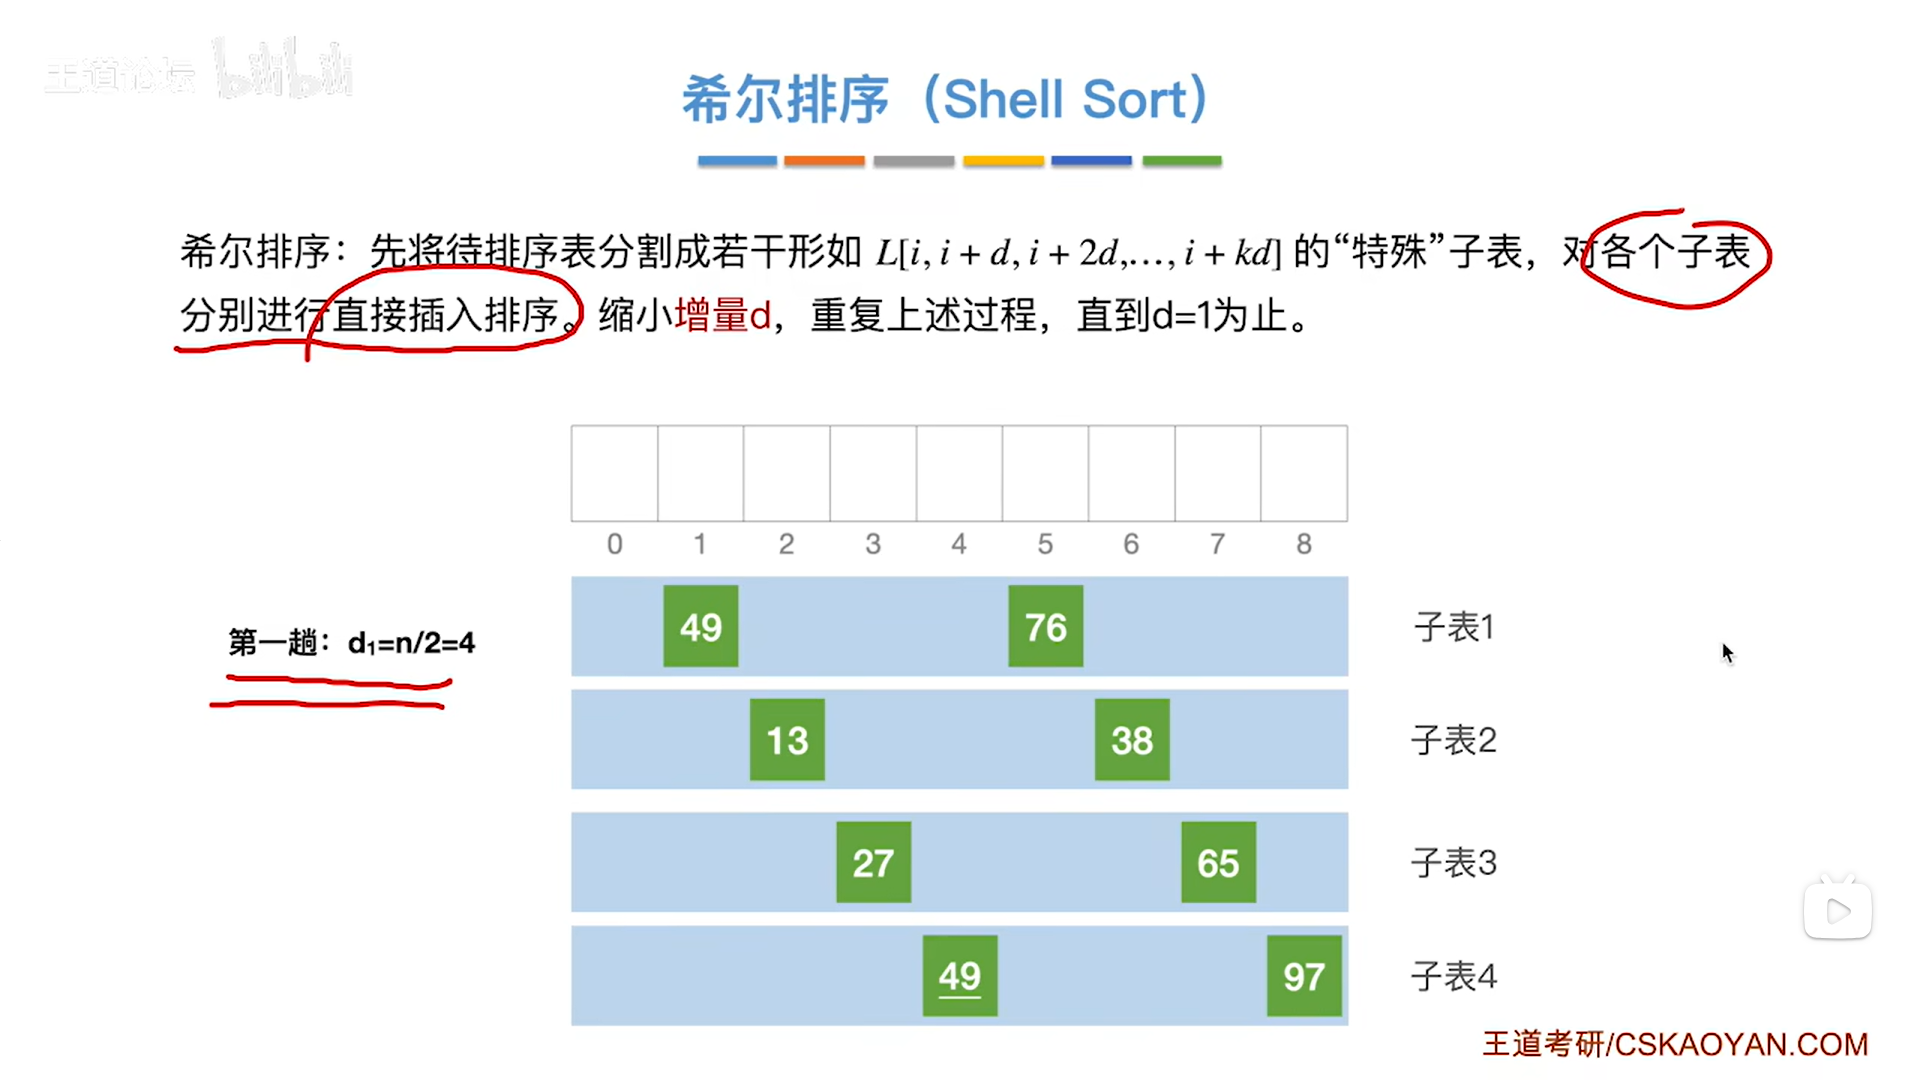 王道论坛 bilibili
希尔排序（Shell Sort）
希尔排序：先将待排序表分割成若干形如 L[i, i + d, i + 2d,…, i + kd] 的“特殊”子表，对各个子表
分别进行直接插入排序。缩小增量d，重复上述过程，直到d=1为止。
0 1 2 3 4 5 6 7 8
第一趟：d₁=n/2=4
49 76 子表1
13 38 子表2
27 65 子表3
49 97 子表4
王道考研/CSKAOYAN.COM